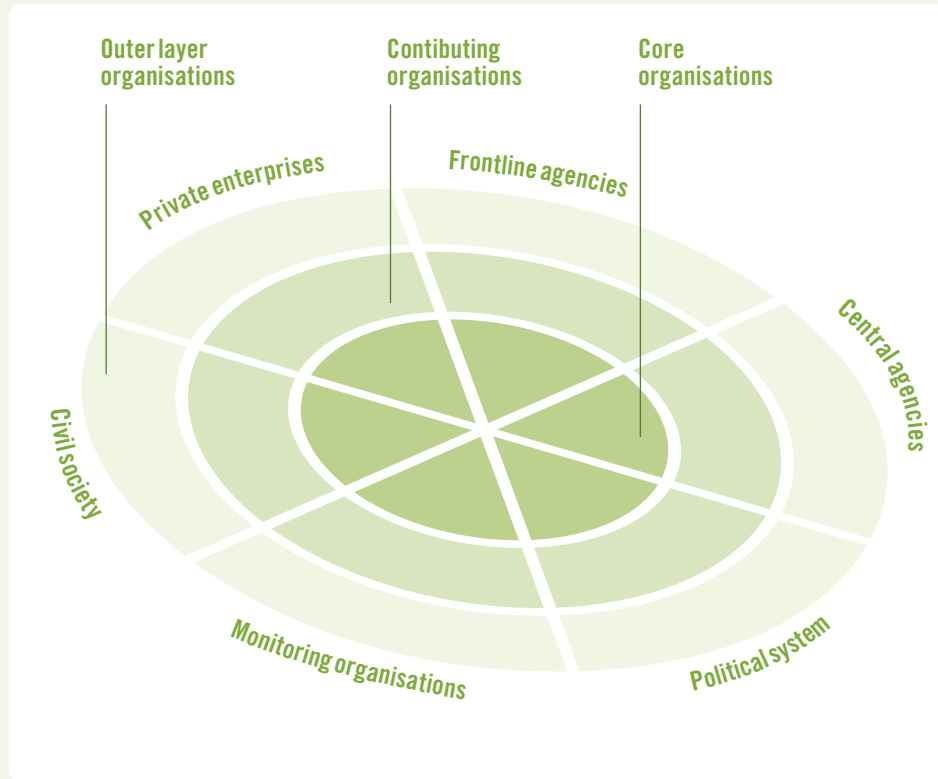 Outer layer
organisations
Contibuting
organisations
Core
organisations
Private enterprises
Frontline agencies
Central agencies
Civil society
Monitoring organisations
Political system